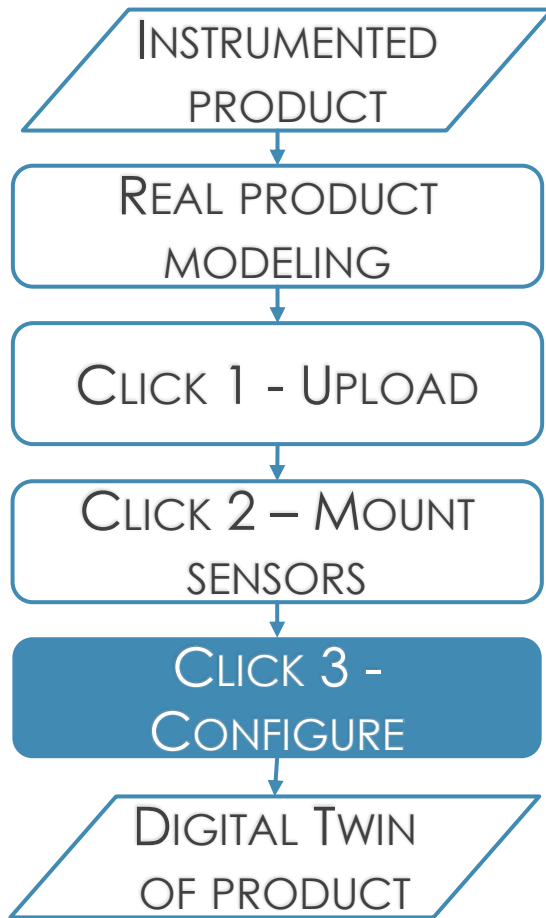 Instrumented
product
Real product
modeling
Click 1 - Upload
Click 2 – Mount
sensors
Click 3 -
Configure
Digital Twin
of product